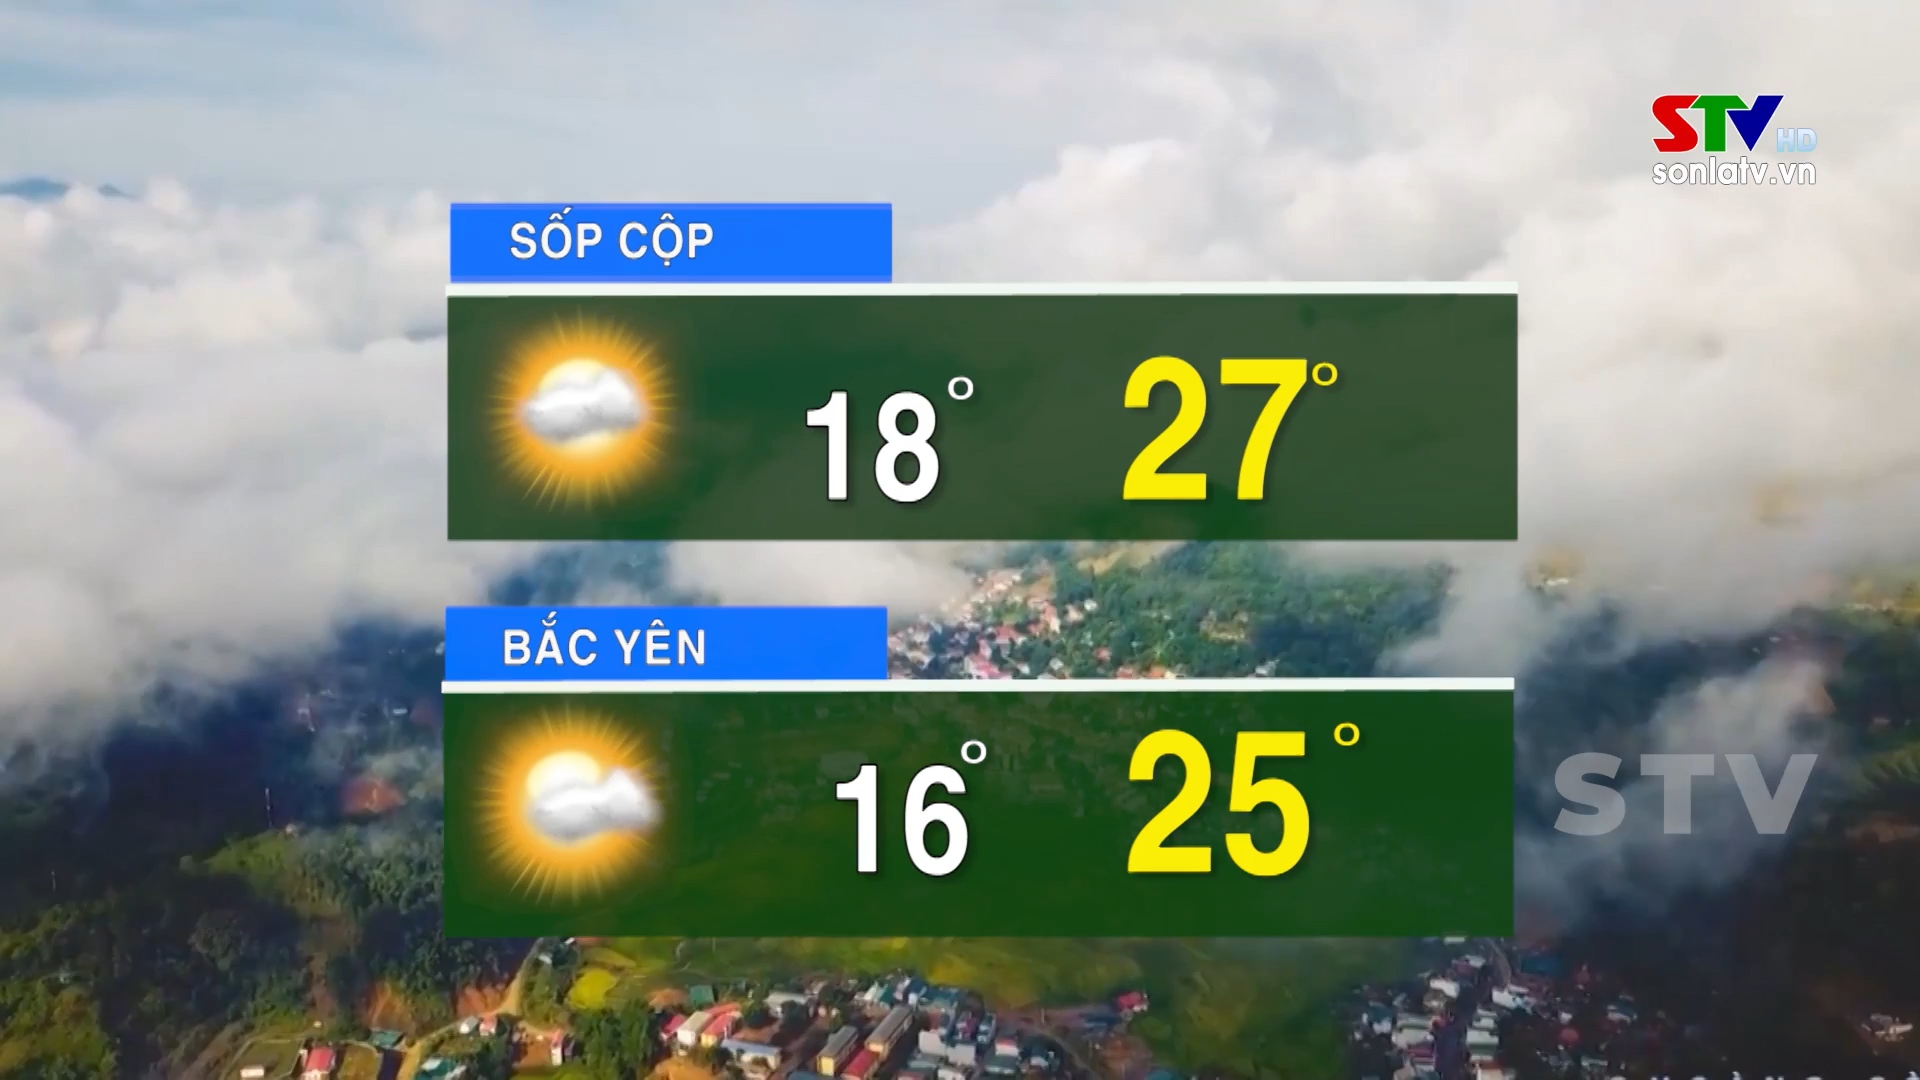 STV HD
sonlatv.vn
SỐP CỘP
18° 27°
BẮC YÊN
16° 25°
STV